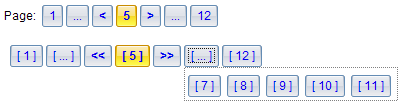 Page: 1 ... < 5 > ... 12
[ 1 ] [ ... ] << [ 5 ] >> [ ... ] [ 12 ]
[ 7 ] [ 8 ] [ 9 ] [ 10 ] [ 11 ]